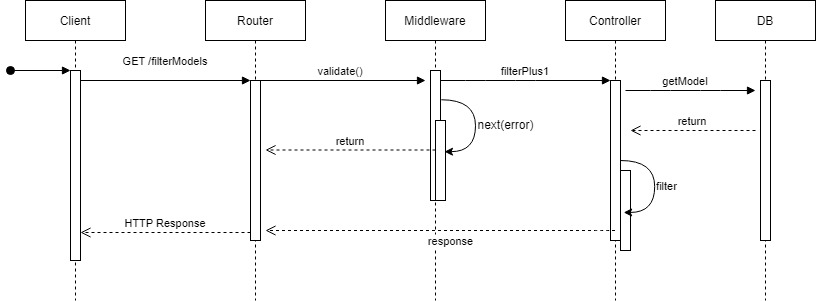 Client
Router
Middleware
Controller
DB
GET /filterModels
validate()
filterPlus1
getModel
next(error)
return
return
filter
HTTP Response
response